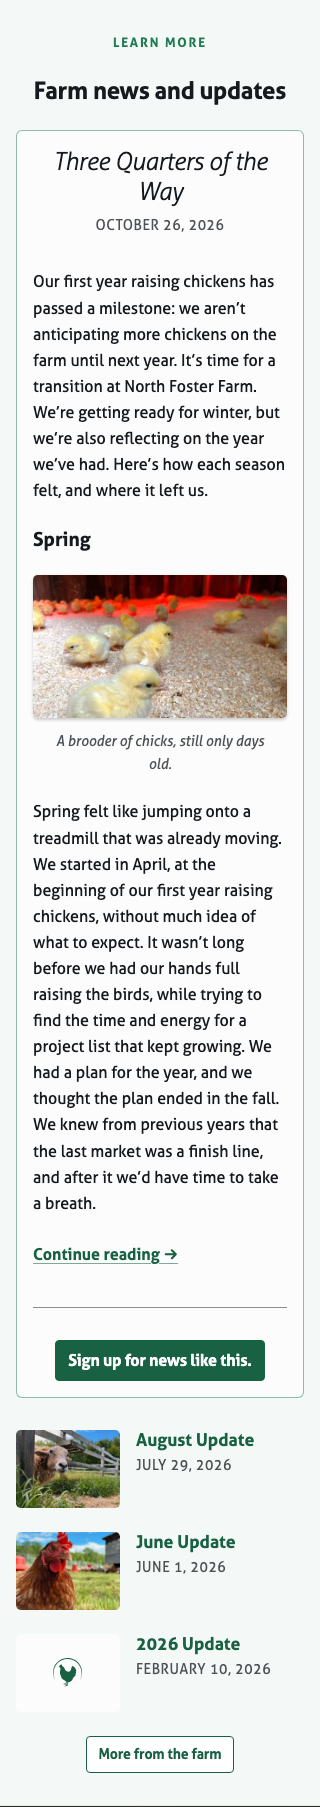 LEARN MORE
Farm news and updates
Three Quarters of the
Way
OCTOBER 26, 2026
Our first year raising chickens has
passed a milestone: we aren’t
anticipating more chickens on the
farm until next year. It’s time for a
transition at North Foster Farm.
We’re getting ready for winter, but
we’re also reflecting on the year
we’ve had. Here’s how each season
felt, and where it left us.
Spring
A brooder of chicks, still only days
old.
Spring felt like jumping onto a
treadmill that was already moving.
We started in April, at the
beginning of our first year raising
chickens, without much idea of
what to expect. It wasn’t long
before we had our hands full
raising the birds, while trying to
find the time and energy for a
project list that kept growing. We
had a plan for the year, and we
thought the plan ended in the fall.
We knew from previous years that
the last market was a finish line,
and after it we’d have time to take
a breath.
Continue reading →
Sign up for news like this.
August Update
JULY 29, 2026
June Update
JUNE 1, 2026
2026 Update
FEBRUARY 10, 2026
More from the farm